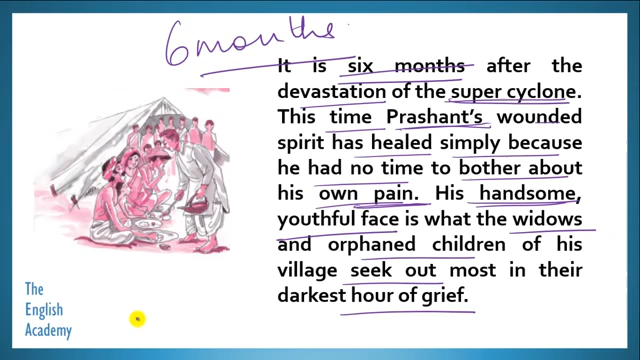 6 months
It is six months after the
devastation of the super cyclone.
This time Prashant's wounded
spirit has healed simply because
he had no time to bother about
his own pain. His handsome,
youthful face is what the widows
and orphaned children of his
village seek out most in their
darkest hour of grief.
The
English
Academy